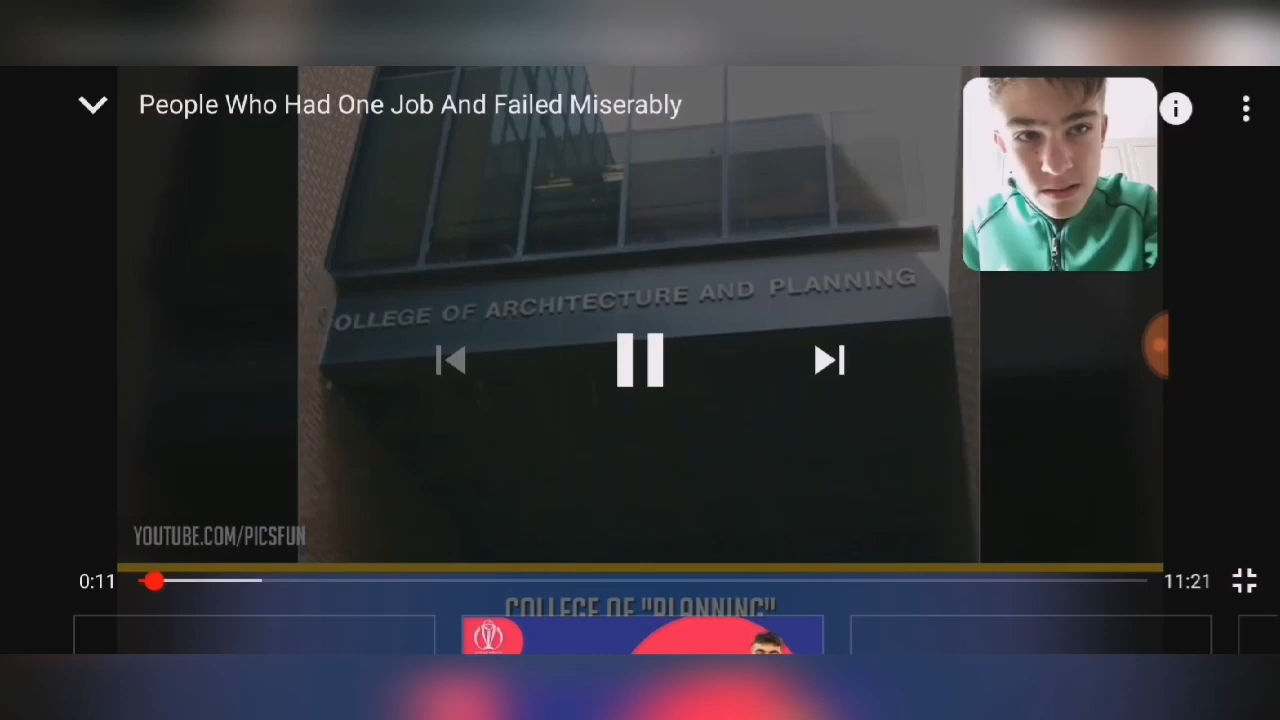 People Who Had One Job And Failed Miserably
COLLEGE OF ARCHITECTURE AND PLANNING
YOUTUBE.COM/PICSFUN
0:11
11:21
COLLEGE OF "PLANNING"